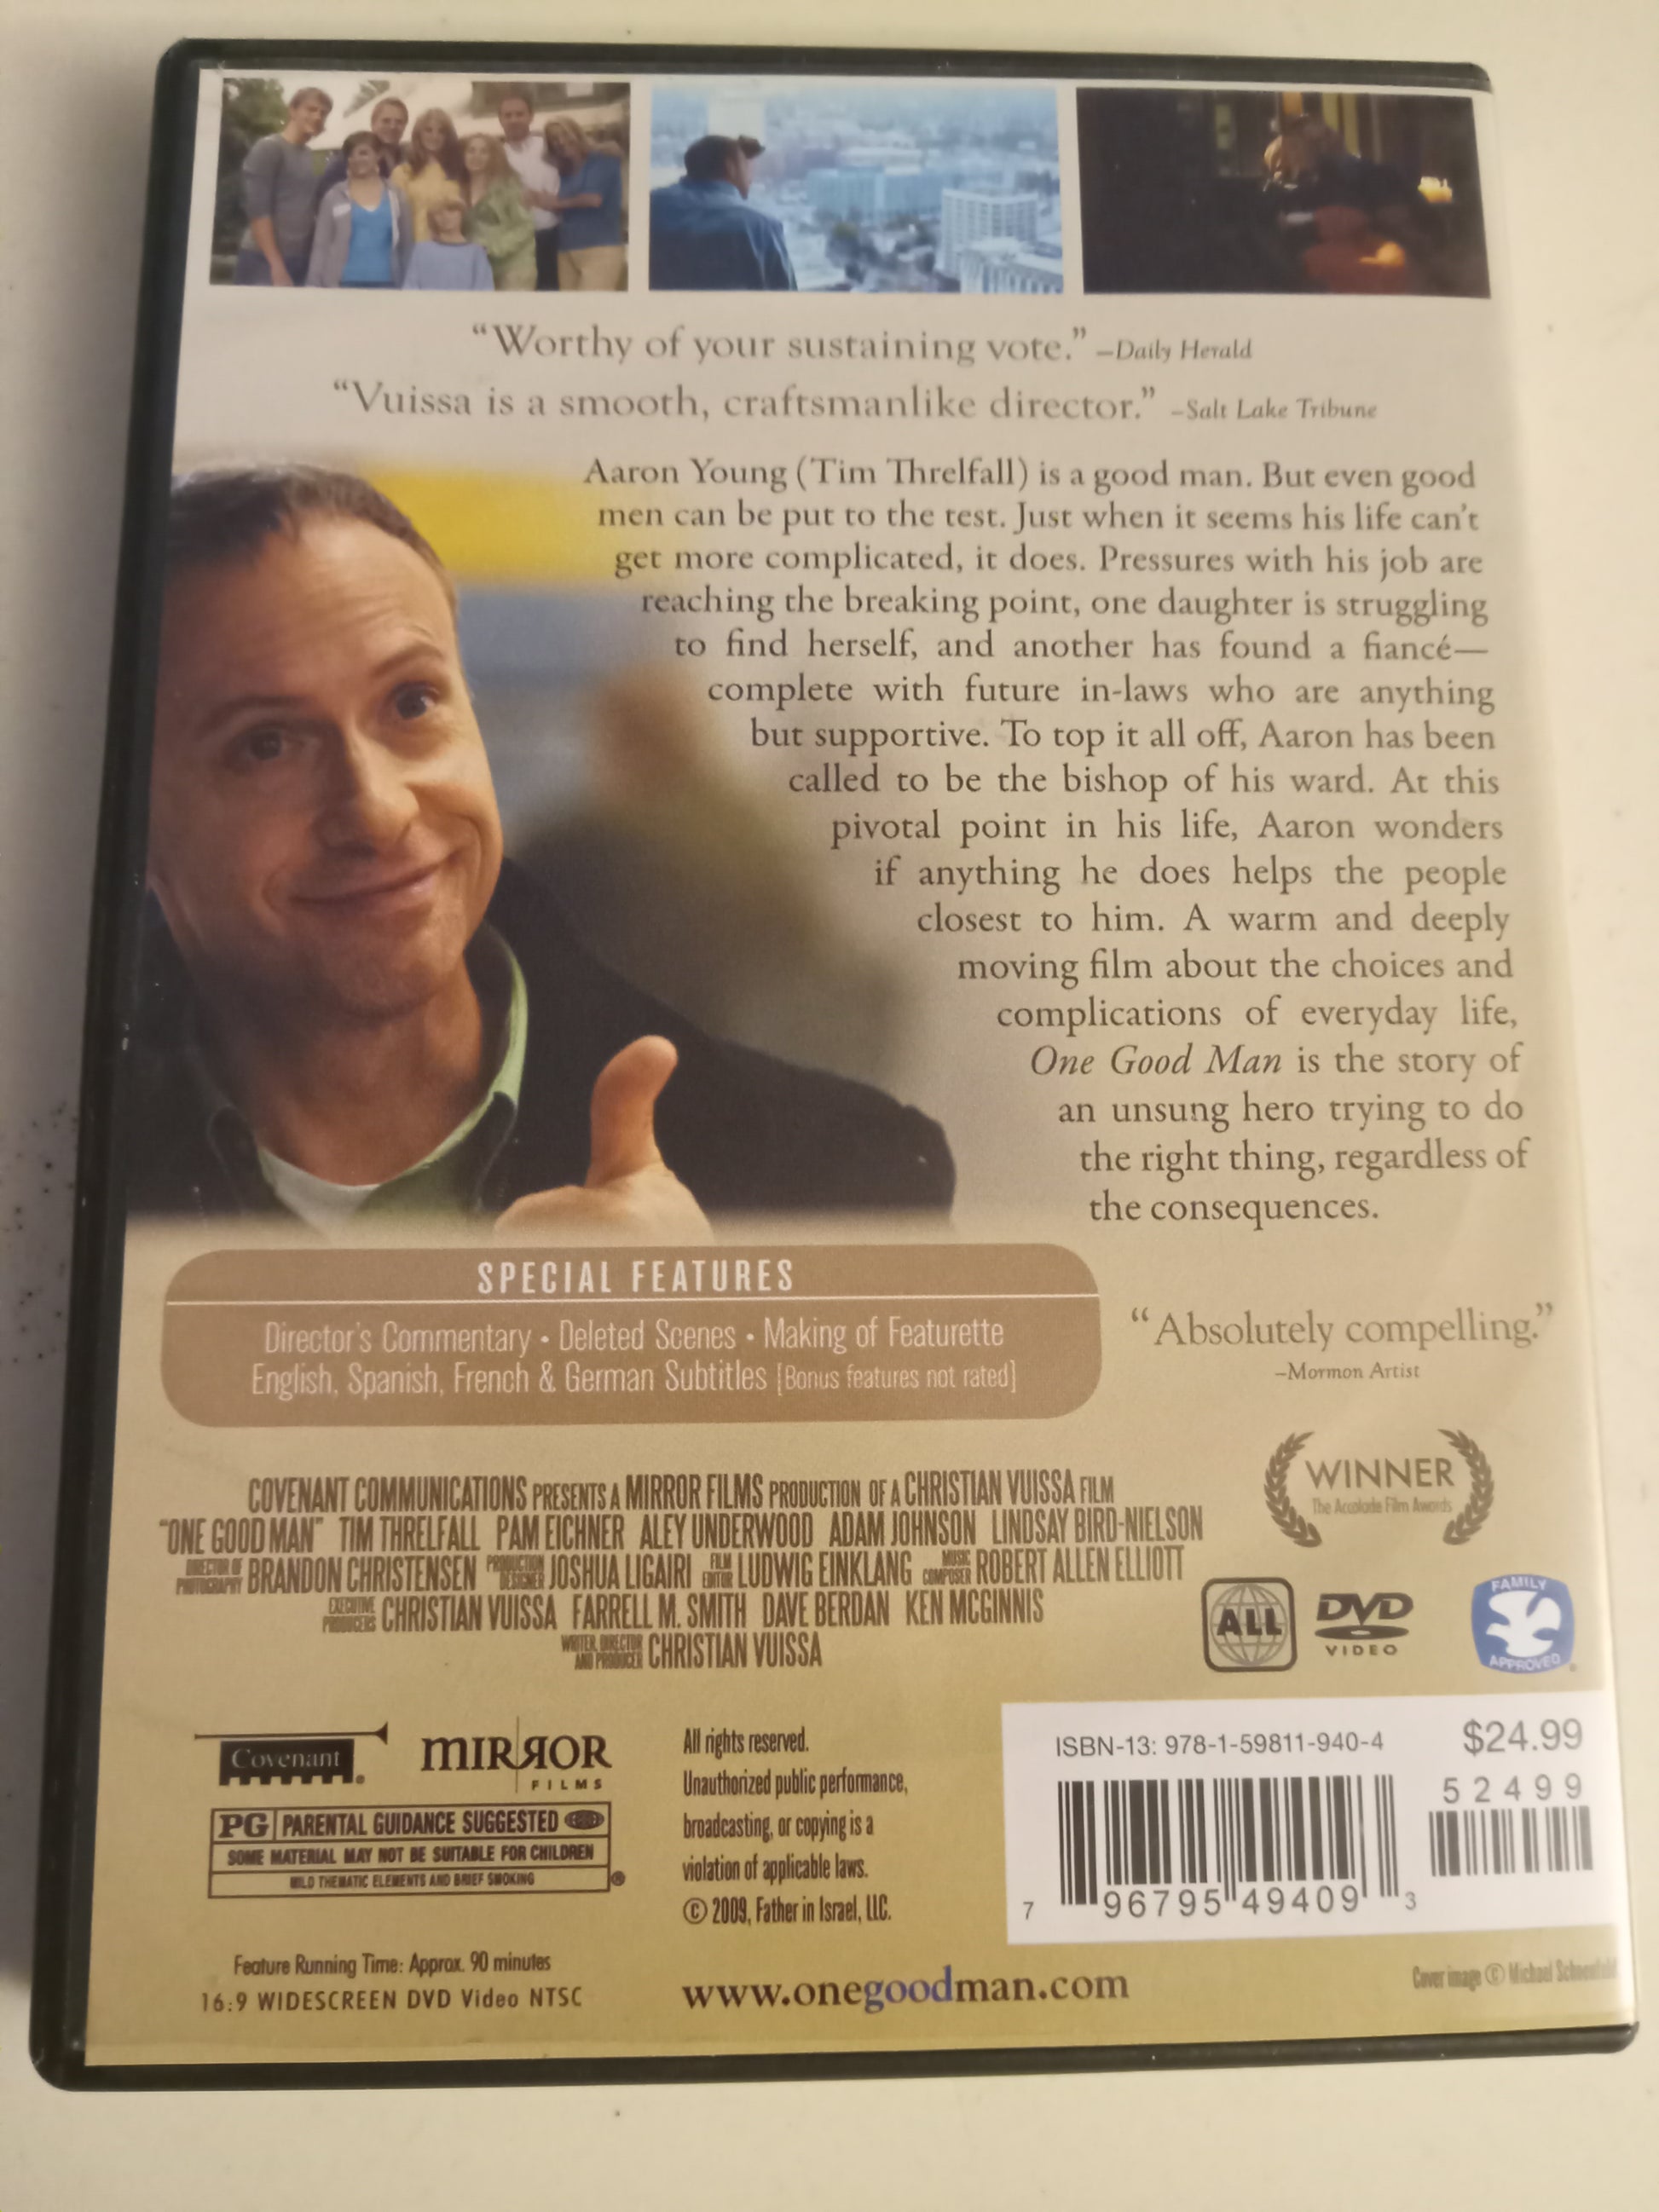 “Worthy of your sustaining vote.” –Daily Herald
“Vuissa is a smooth, craftsmanlike director.” –Salt Lake Tribune
Aaron Young (Tim Threlfall) is a good man. But even good
men can be put to the test. Just when it seems his life can’t
get more complicated, it does. Pressures with his job are
reaching the breaking point, one daughter is struggling
to find herself, and another has found a fiancé—
complete with future in-laws who are anything
but supportive. To top it all off, Aaron has been
called to be the bishop of his ward. At this
pivotal point in his life, Aaron wonders
if anything he does helps the people
closest to him. A warm and deeply
moving film about the choices and
complications of everyday life,
One Good Man is the story of
an unsung hero trying to do
the right thing, regardless of
the consequences.
SPECIAL FEATURES
Director’s Commentary • Deleted Scenes • Making of Featurette
English, Spanish, French & German Subtitles [Bonus features not rated]
“Absolutely compelling.”
–Mormon Artist
WINNER
The Accolade Film Awards
COVENANT COMMUNICATIONS PRESENTS A MIRROR FILMS PRODUCTION OF A CHRISTIAN VUISSA FILM
“ONE GOOD MAN” TIM THRELFALL PAM EICHNER ALEY UNDERWOOD ADAM JOHNSON LINDSAY BIRD-NIELSON
DIRECTOR OF PHOTOGRAPHY BRANDON CHRISTENSEN PRODUCTION DESIGNER JOSHUA LIGAIRI FILM EDITOR LUDWIG EINKLANG MUSIC COMPOSER ROBERT ALLEN ELLIOTT
EXECUTIVE PRODUCERS CHRISTIAN VUISSA FARRELL M. SMITH DAVE BERDAN KEN MCGINNIS
WRITER, DIRECTOR AND PRODUCER CHRISTIAN VUISSA
ALL
DVD
VIDEO
FAMILY
APPROVED
Covenant
MIRROR
FILMS
PG PARENTAL GUIDANCE SUGGESTED
SOME MATERIAL MAY NOT BE SUITABLE FOR CHILDREN
MILD THEMATIC ELEMENTS AND BRIEF SMOKING
All rights reserved.
Unauthorized public performance,
broadcasting, or copying is a
violation of applicable laws.
© 2009, Father in Israel, LLC.
ISBN-13: 978-1-59811-940-4
$24.99
52499
7 96795 49409 3
Feature Running Time: Approx. 90 minutes
16:9 WIDESCREEN DVD Video NTSC
www.onegoodman.com
Cover image © Michael